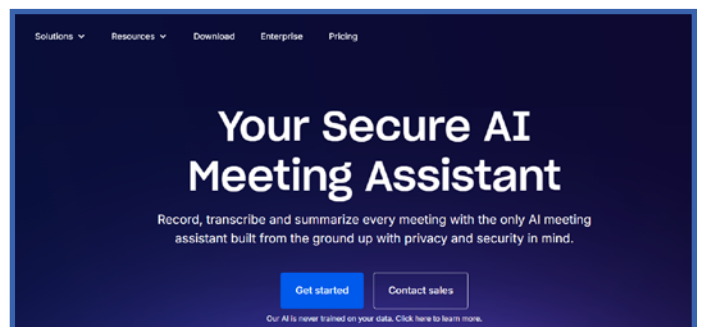 Solutions Resources Download Enterprise Pricing
Your Secure AI
Meeting Assistant
Record, transcribe and summarize every meeting with the only AI meeting
assistant built from the ground up with privacy and security in mind.
Get started Contact sales
Our AI is never trained on your data. Click here to learn more.